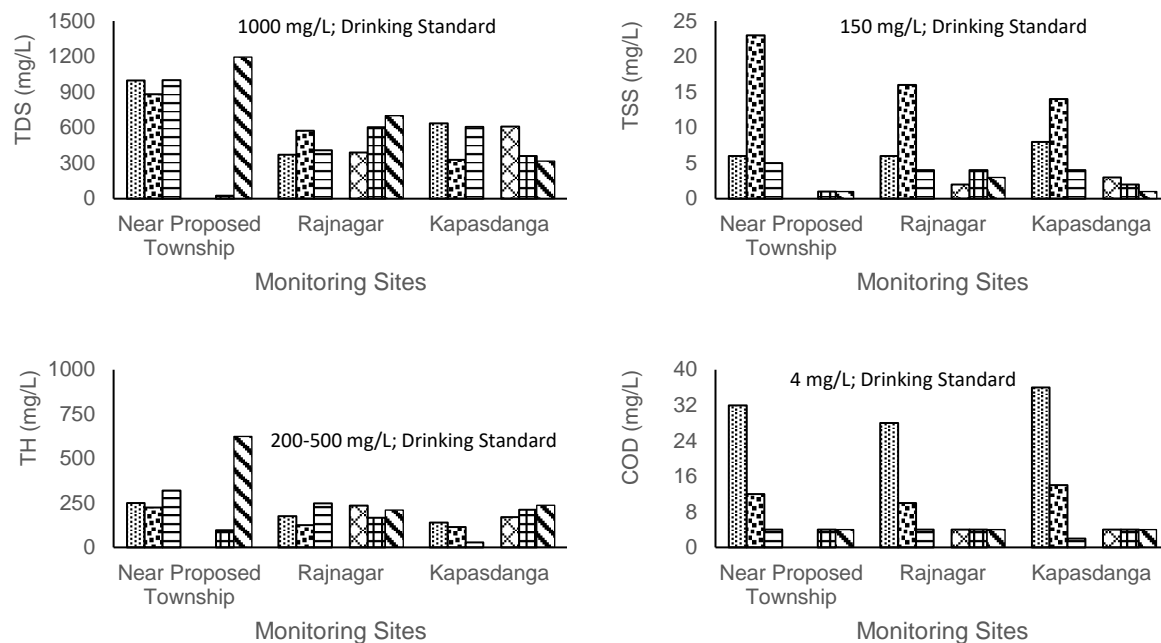 1000 mg/L; Drinking Standard
TDS (mg/L)
1500
1200
900
600
300
0
Near Proposed
Township
Rajnagar
Kapasdanga
Monitoring Sites
150 mg/L; Drinking Standard
TSS (mg/L)
25
20
15
10
5
0
Near Proposed
Township
Rajnagar
Kapasdanga
Monitoring Sites
200-500 mg/L; Drinking Standard
TH (mg/L)
1000
750
500
250
0
Near Proposed
Township
Rajnagar
Kapasdanga
Monitoring Sites
4 mg/L; Drinking Standard
COD (mg/L)
40
32
24
16
8
0
Near Proposed
Township
Rajnagar
Kapasdanga
Monitoring Sites